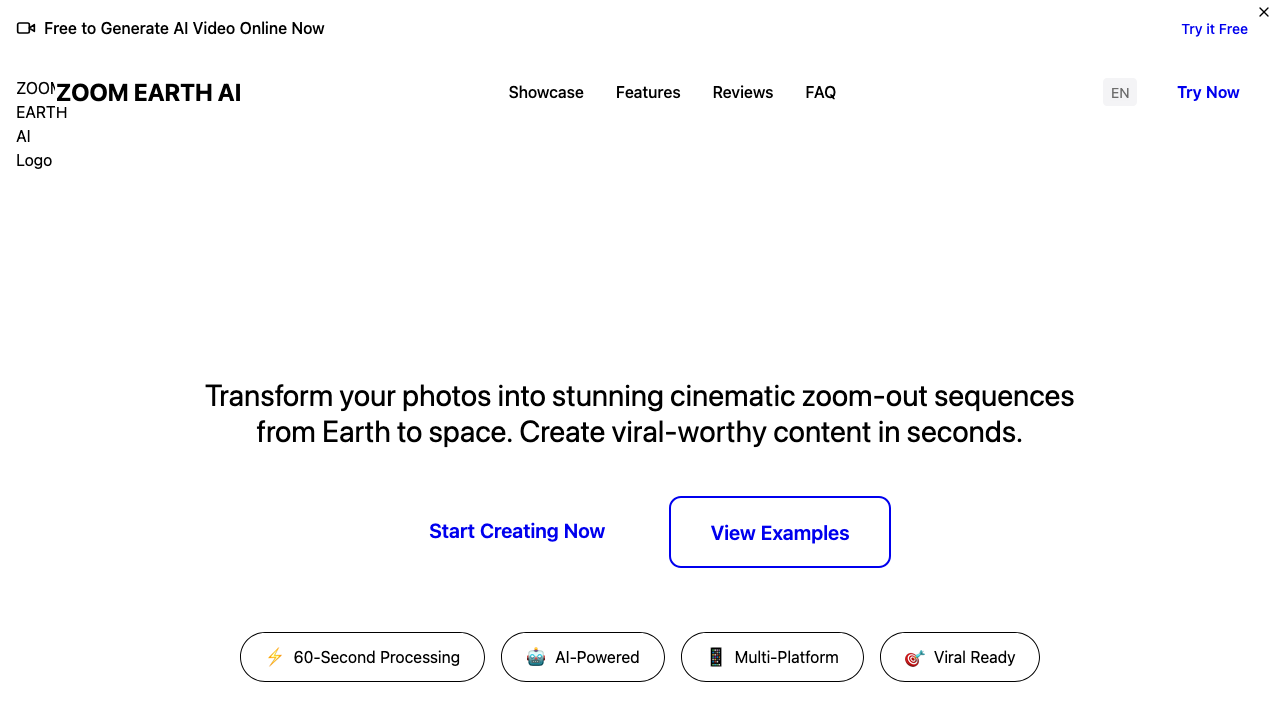 Free to Generate AI Video Online Now
Try it Free
ZOOM EARTH AI Logo
ZOOM EARTH AI
Showcase
Features
Reviews
FAQ
EN
Try Now
Transform your photos into stunning cinematic zoom-out sequences
from Earth to space. Create viral-worthy content in seconds.
Start Creating Now
View Examples
60-Second Processing
AI-Powered
Multi-Platform
Viral Ready